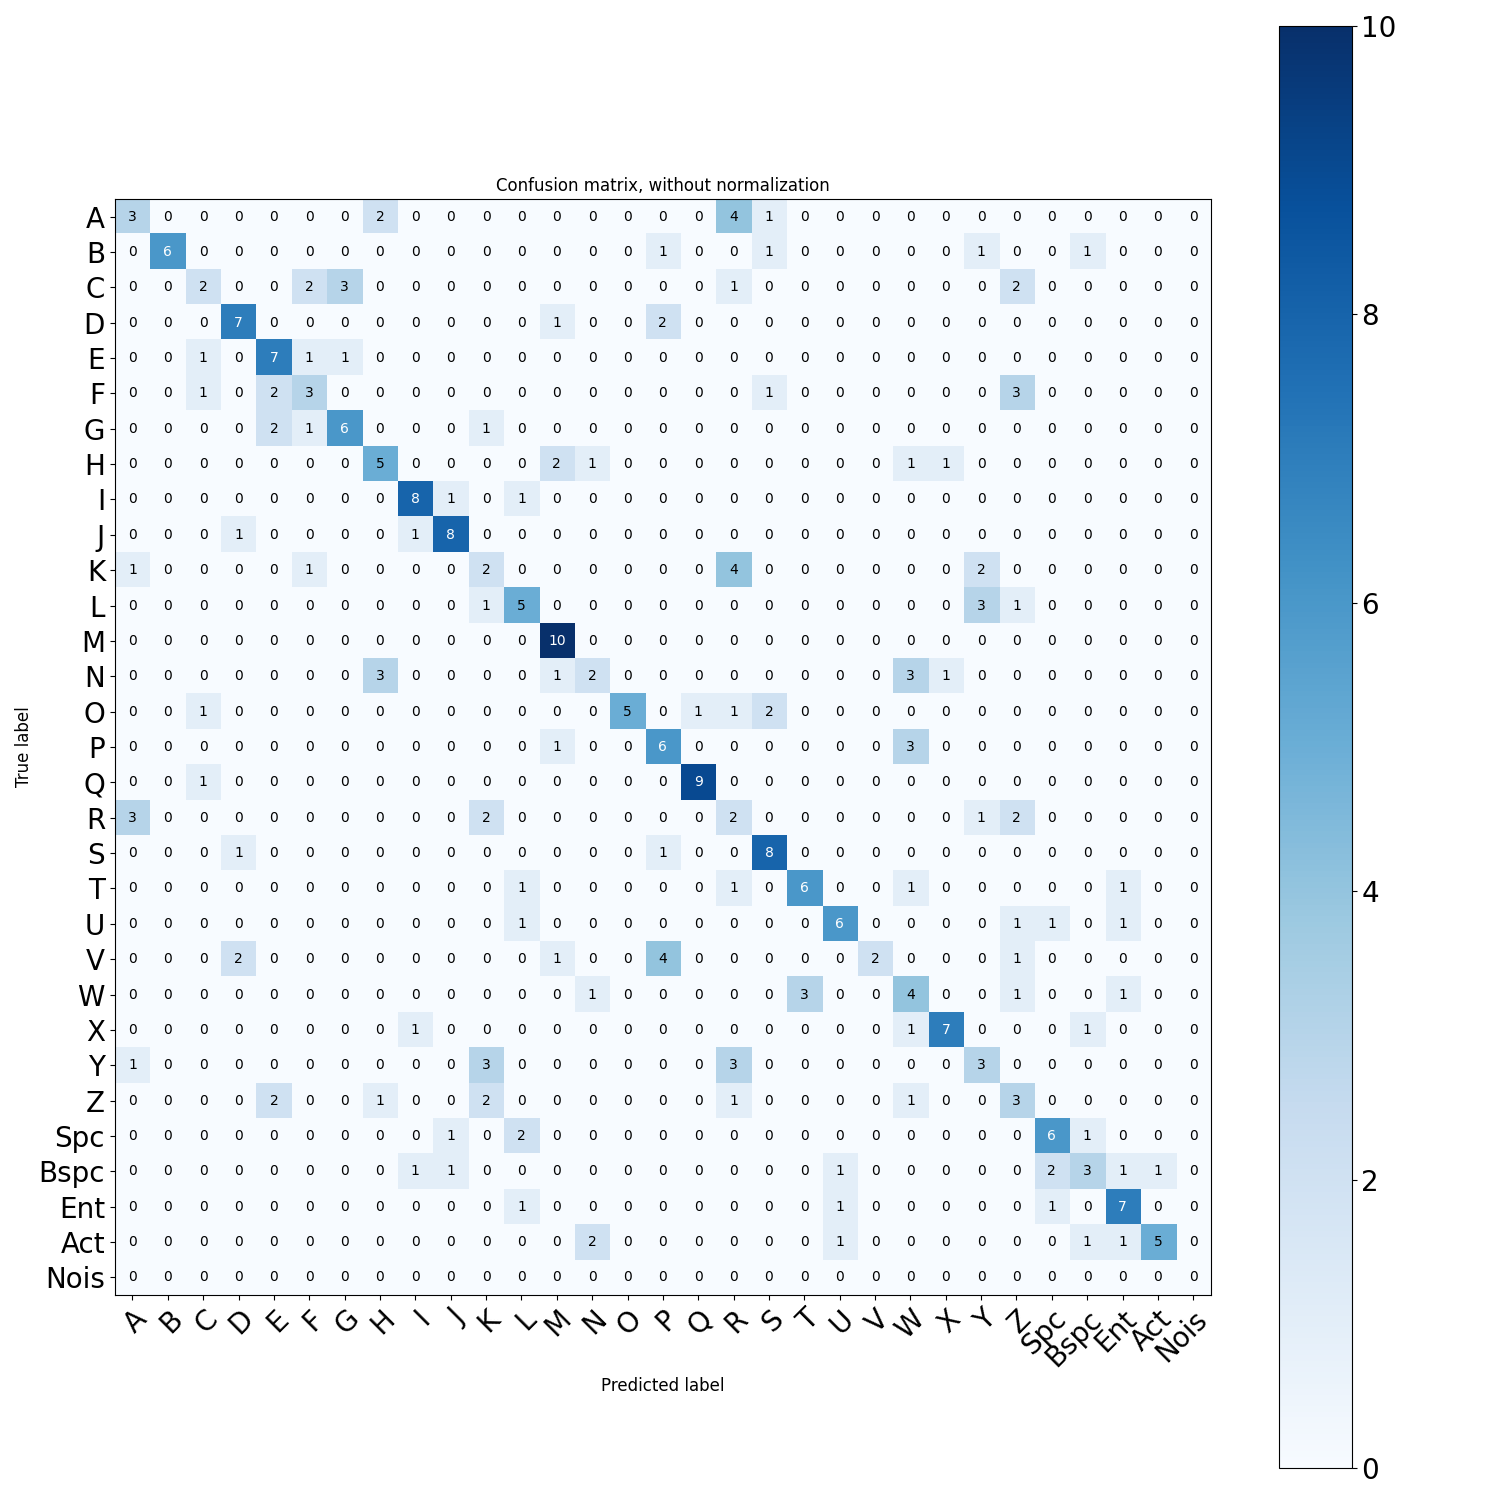 Confusion matrix, without normalization
A 3 0 0 0 0 0 0 2 0 0 0 0 0 0 0 0 0 4 1 0 0 0 0 0 0 0 0 0 0 0 0
B 0 6 0 0 0 0 0 0 0 0 0 0 0 0 0 1 0 0 1 0 0 0 0 0 1 0 0 1 0 0 0
C 0 0 2 0 0 2 3 0 0 0 0 0 0 0 0 0 0 1 0 0 0 0 0 0 0 2 0 0 0 0 0
D 0 0 0 7 0 0 0 0 0 0 0 0 1 0 0 2 0 0 0 0 0 0 0 0 0 0 0 0 0 0 0
E 0 0 1 0 7 1 1 0 0 0 0 0 0 0 0 0 0 0 0 0 0 0 0 0 0 0 0 0 0 0 0
F 0 0 1 0 2 3 0 0 0 0 0 0 0 0 0 0 0 0 1 0 0 0 0 0 0 3 0 0 0 0 0
G 0 0 0 0 2 1 6 0 0 0 1 0 0 0 0 0 0 0 0 0 0 0 0 0 0 0 0 0 0 0 0
H 0 0 0 0 0 0 0 5 0 0 0 0 2 1 0 0 0 0 0 0 0 0 1 1 0 0 0 0 0 0 0
I 0 0 0 0 0 0 0 0 8 1 0 1 0 0 0 0 0 0 0 0 0 0 0 0 0 0 0 0 0 0 0
J 0 0 0 1 0 0 0 0 1 8 0 0 0 0 0 0 0 0 0 0 0 0 0 0 0 0 0 0 0 0 0
K 1 0 0 0 0 1 0 0 0 0 2 0 0 0 0 0 0 4 0 0 0 0 0 0 2 0 0 0 0 0 0
L 0 0 0 0 0 0 0 0 0 0 1 5 0 0 0 0 0 0 0 0 0 0 0 0 3 1 0 0 0 0 0
M 0 0 0 0 0 0 0 0 0 0 0 0 10 0 0 0 0 0 0 0 0 0 0 0 0 0 0 0 0 0 0
N 0 0 0 0 0 0 0 3 0 0 0 0 1 2 0 0 0 0 0 0 0 0 3 1 0 0 0 0 0 0 0
O 0 0 1 0 0 0 0 0 0 0 0 0 0 0 5 0 1 1 2 0 0 0 0 0 0 0 0 0 0 0 0
P 0 0 0 0 0 0 0 0 0 0 0 0 1 0 0 6 0 0 0 0 0 0 3 0 0 0 0 0 0 0 0
Q 0 0 1 0 0 0 0 0 0 0 0 0 0 0 0 0 9 0 0 0 0 0 0 0 0 0 0 0 0 0 0
R 3 0 0 0 0 0 0 0 0 0 2 0 0 0 0 0 0 2 0 0 0 0 0 0 1 2 0 0 0 0 0
S 0 0 0 1 0 0 0 0 0 0 0 0 0 0 0 1 0 0 8 0 0 0 0 0 0 0 0 0 0 0 0
T 0 0 0 0 0 0 0 0 0 0 0 1 0 0 0 0 0 1 0 6 0 0 1 0 0 0 0 0 1 0 0
U 0 0 0 0 0 0 0 0 0 0 0 1 0 0 0 0 0 0 0 0 6 0 0 0 0 1 1 0 1 0 0
V 0 0 0 2 0 0 0 0 0 0 0 0 1 0 0 4 0 0 0 0 0 2 0 0 0 1 0 0 0 0 0
W 0 0 0 0 0 0 0 0 0 0 0 0 0 1 0 0 0 0 0 3 0 0 4 0 0 1 0 0 1 0 0
X 0 0 0 0 0 0 0 0 1 0 0 0 0 0 0 0 0 0 0 0 0 0 1 7 0 0 0 1 0 0 0
Y 1 0 0 0 0 0 0 0 0 0 3 0 0 0 0 0 0 3 0 0 0 0 0 0 3 0 0 0 0 0 0
Z 0 0 0 0 2 0 0 1 0 0 2 0 0 0 0 0 0 1 0 0 0 0 1 0 0 3 0 0 0 0 0
Spc 0 0 0 0 0 0 0 0 0 1 0 2 0 0 0 0 0 0 0 0 0 0 0 0 0 0 6 1 0 0 0
Bspc 0 0 0 0 0 0 0 0 1 1 0 0 0 0 0 0 0 0 0 0 1 0 0 0 0 0 2 3 1 1 0
Ent 0 0 0 0 0 0 0 0 0 0 0 1 0 0 0 0 0 0 0 0 1 0 0 0 0 0 1 0 7 0 0
Act 0 0 0 0 0 0 0 0 0 0 0 0 0 2 0 0 0 0 0 0 1 0 0 0 0 0 0 1 1 5 0
Nois 0 0 0 0 0 0 0 0 0 0 0 0 0 0 0 0 0 0 0 0 0 0 0 0 0 0 0 0 0 0 0
A B C D E F G H I J K L M N O P Q R S T U V W X Y Z Spc Bspc Ent Act Nois
Predicted label
True label
10
8
6
4
2
0